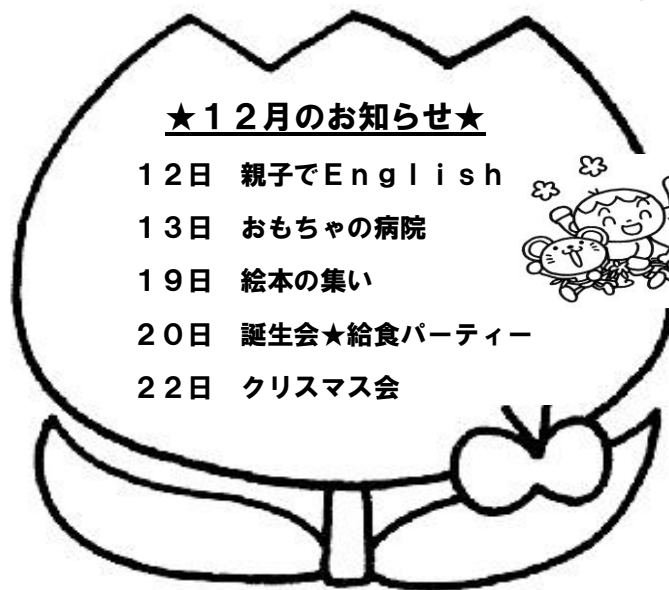 ★１２月のお知らせ★
１２日　親子でＥｎｇｌｉｓｈ
１３日　おもちゃの病院
１９日　絵本の集い
２０日　誕生会★給食パーティー
２２日　クリスマス会